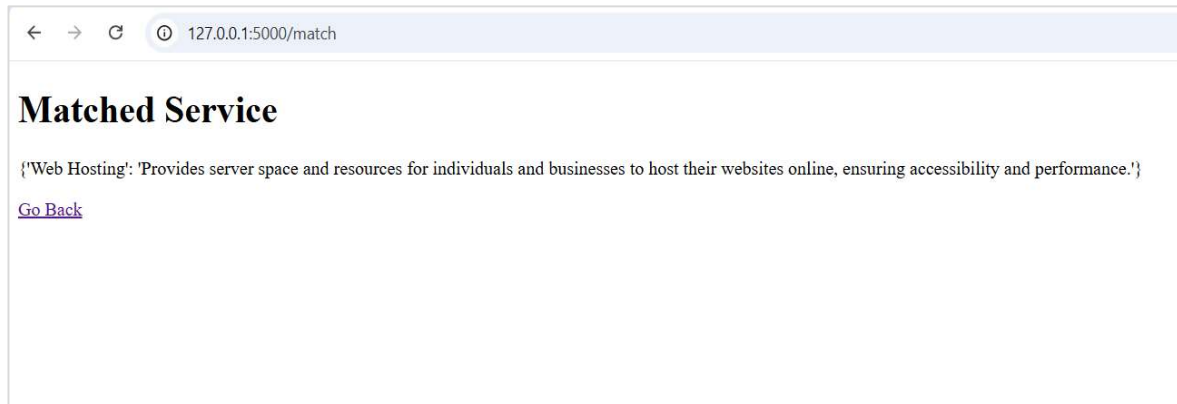 127.0.0.1:5000/match
Matched Service
{'Web Hosting': 'Provides server space and resources for individuals and businesses to host their websites online, ensuring accessibility and performance.'}
Go Back